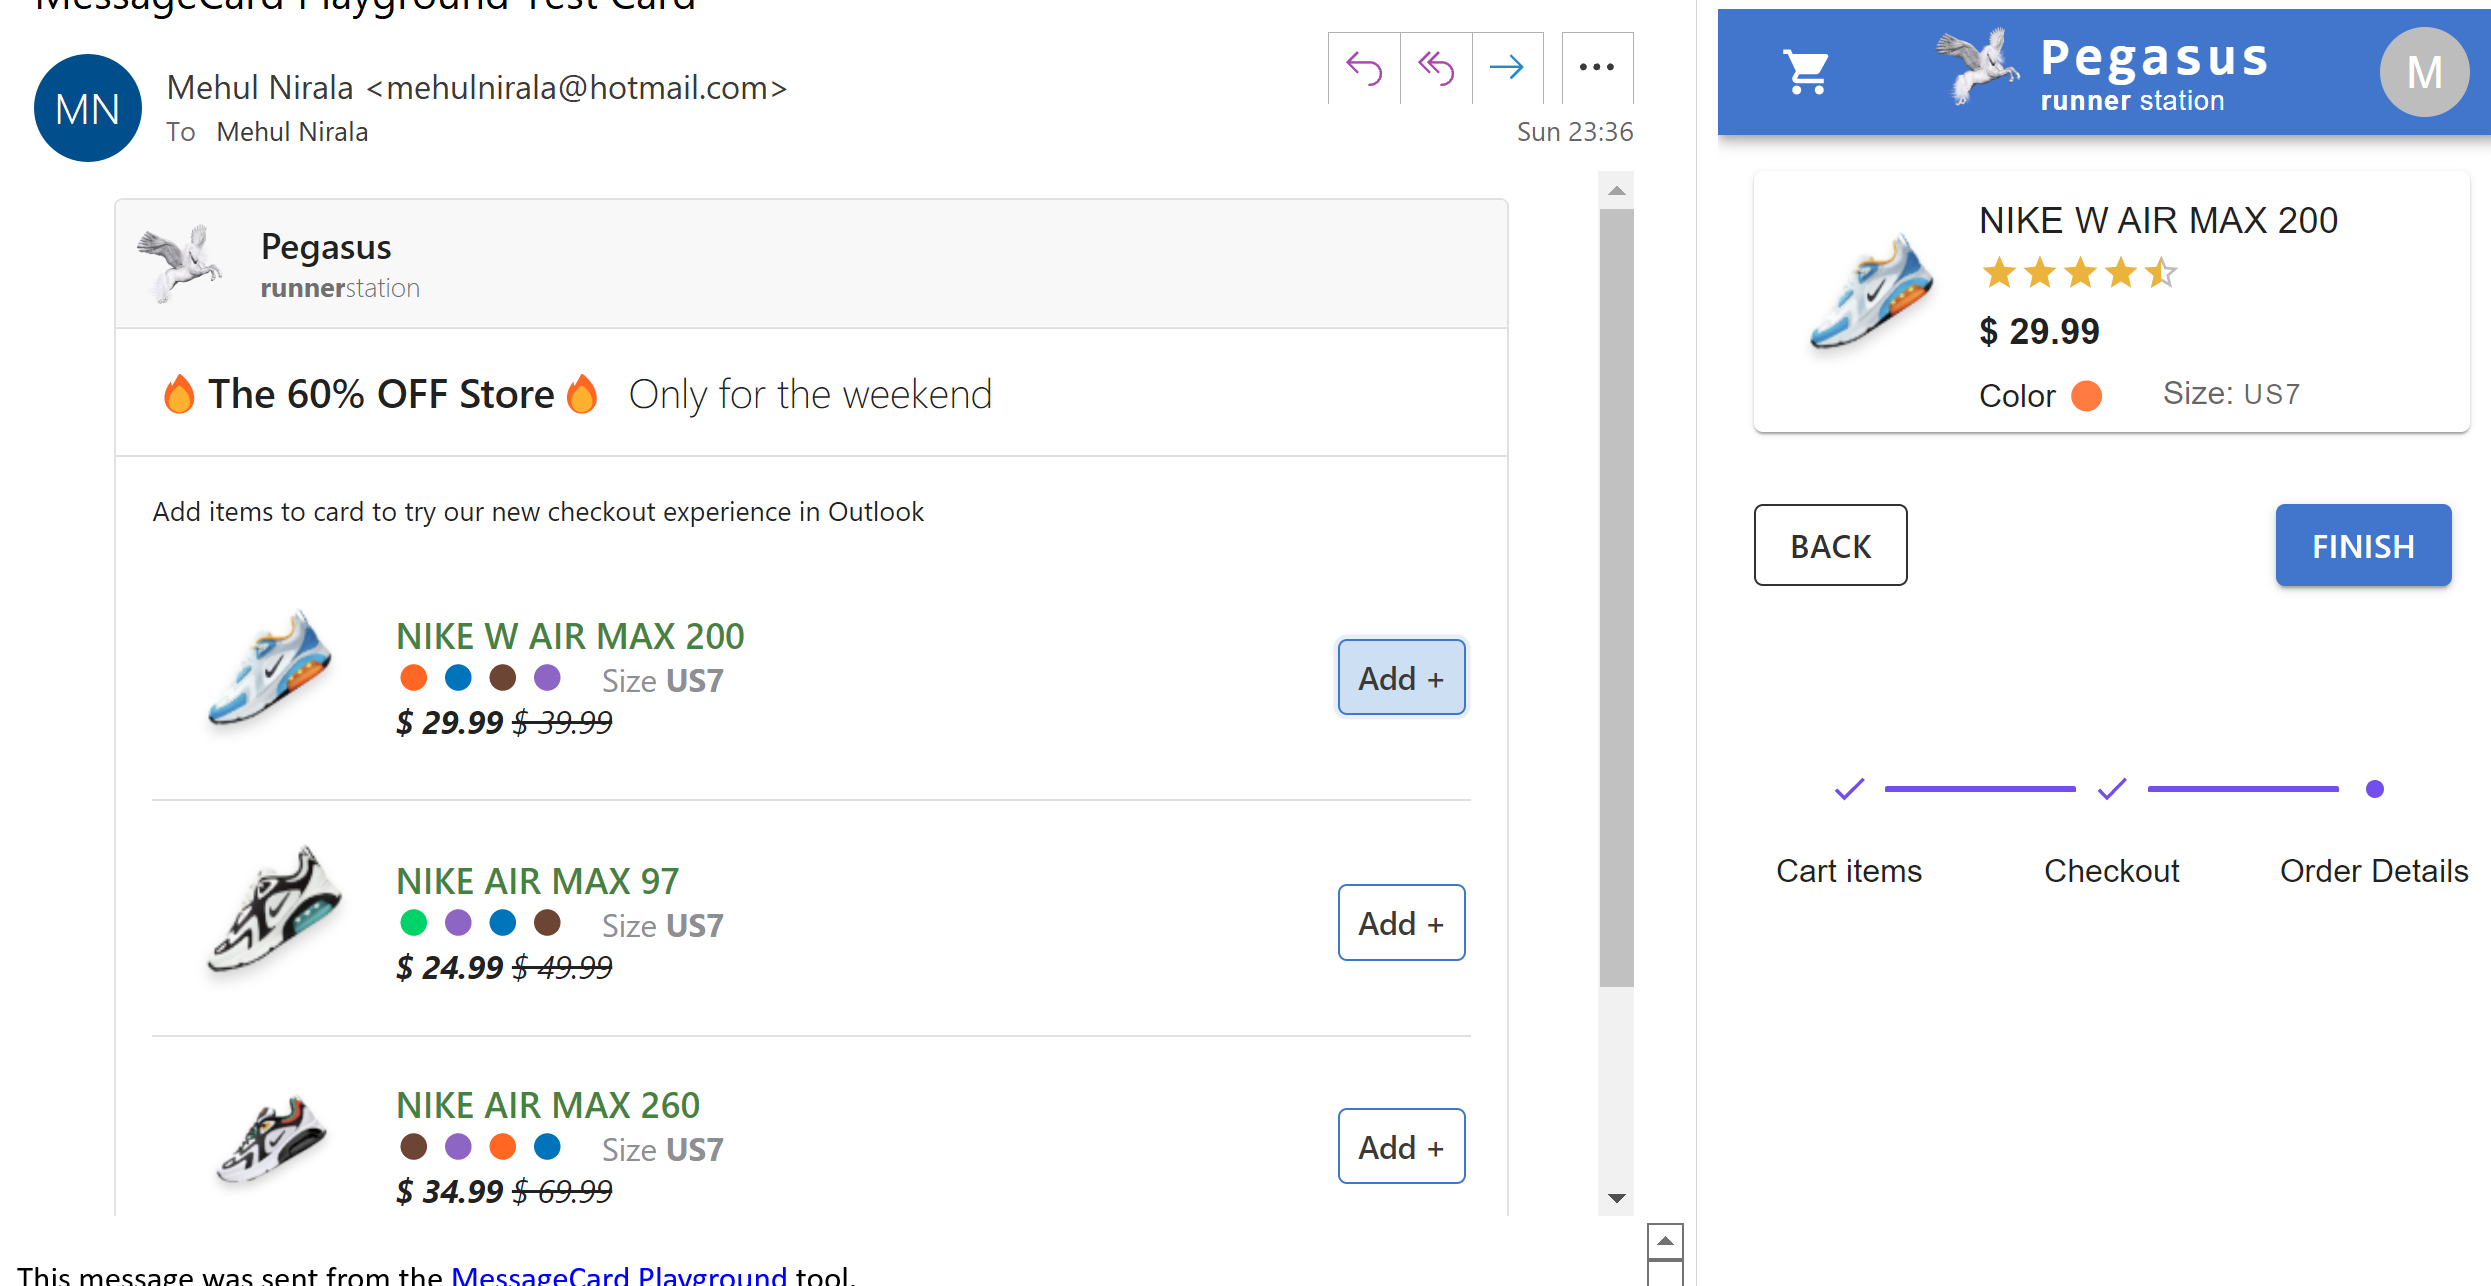 MessageCard Playground Test Card
MN
Mehul Nirala <mehulnirala@hotmail.com>
To Mehul Nirala
Sun 23:36
Pegasus
runnerstation
The 60% OFF Store Only for the weekend
Add items to card to try our new checkout experience in Outlook
NIKE W AIR MAX 200
Size US7
$ 29.99 $ 39.99
Add +
NIKE AIR MAX 97
Size US7
$ 24.99 $ 49.99
Add +
NIKE AIR MAX 260
Size US7
$ 34.99 $ 69.99
Add +
This message was sent from the MessageCard Playground tool.
Pegasus
runner station
M
NIKE W AIR MAX 200
$ 29.99
Color Size: US7
BACK
FINISH
Cart items
Checkout
Order Details